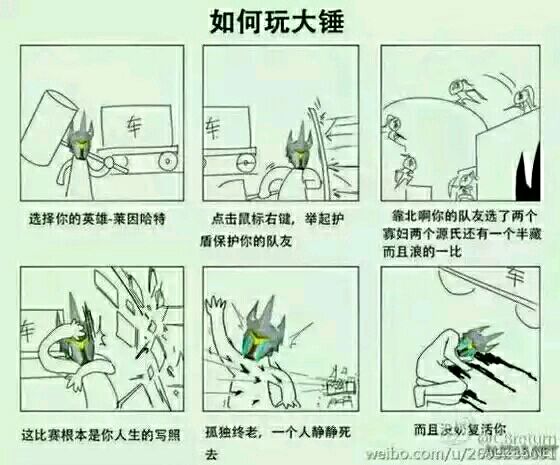 如何玩大锤
车
车
选择你的英雄-莱因哈特
点击鼠标右键，举起护
盾保护你的队友
靠北啊你的队友选了两个
寡妇两个源氏还有一个半藏
而且浪的一比
车
车
这比赛根本是你人生的写照
孤独终老，一个人静静死
去
而且没奶复活你